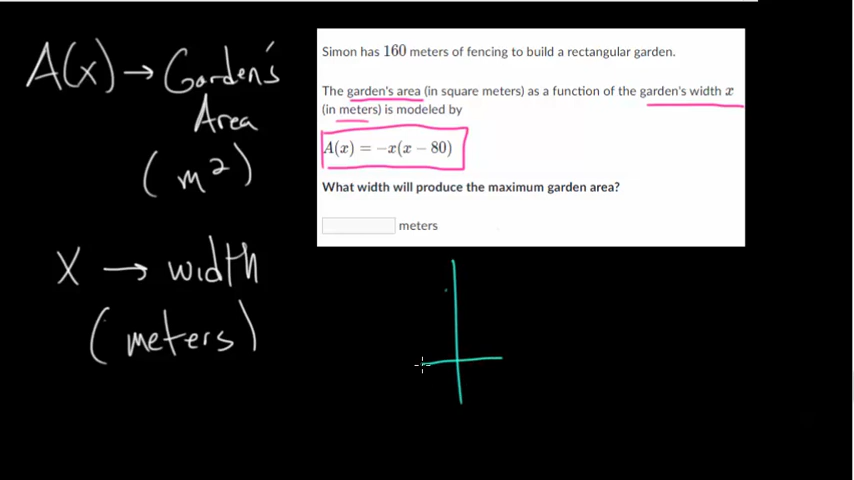 A(x) → Garden's
Area
(m²)
x → width
(meters)
Simon has 160 meters of fencing to build a rectangular garden.
The garden's area (in square meters) as a function of the garden's width x
(in meters) is modeled by
A(x) = −x(x − 80)
What width will produce the maximum garden area?
meters